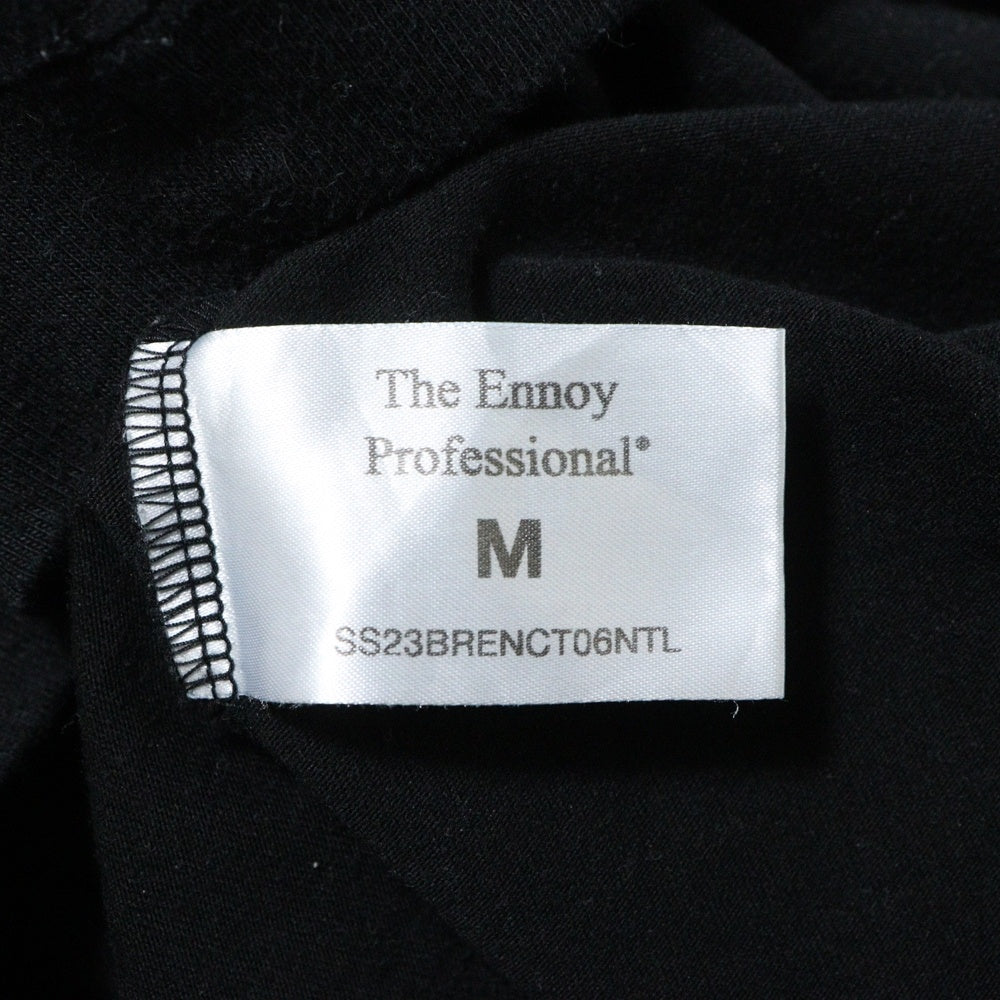 The Ennoy
Professional®
M
SS23BRENCT06NTL